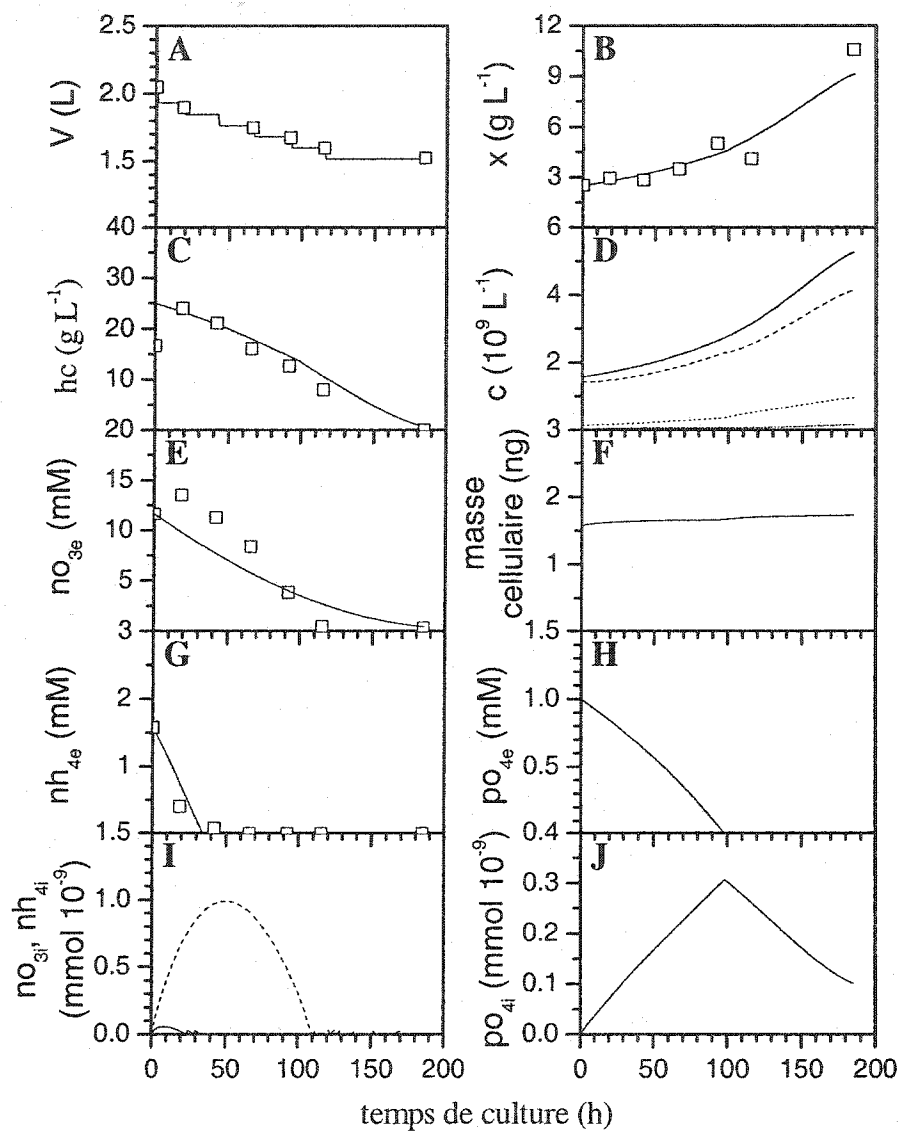 2.5
A
2.0
1.5
V (L)
12
B
9
6
3
x (g L⁻¹)
40
C
30
20
10
hc (g L⁻¹)
6
D
4
2
c (10⁹ L⁻¹)
20
E
15
10
5
no₃ₑ (mM)
3
F
2
1
masse
cellulaire (ng)
3
G
2
1
nh₄ₑ (mM)
1.5
H
1.0
0.5
po₄ₑ (mM)
1.5
I
1.0
0.5
0.0
no₃ᵢ, nh₄ᵢ
(mmol 10⁻⁹)
0.4
J
0.3
0.2
0.1
0.0
po₄ᵢ (mmol 10⁻⁹)
0 50 100 150 200
0 50 100 150 200
temps de culture (h)